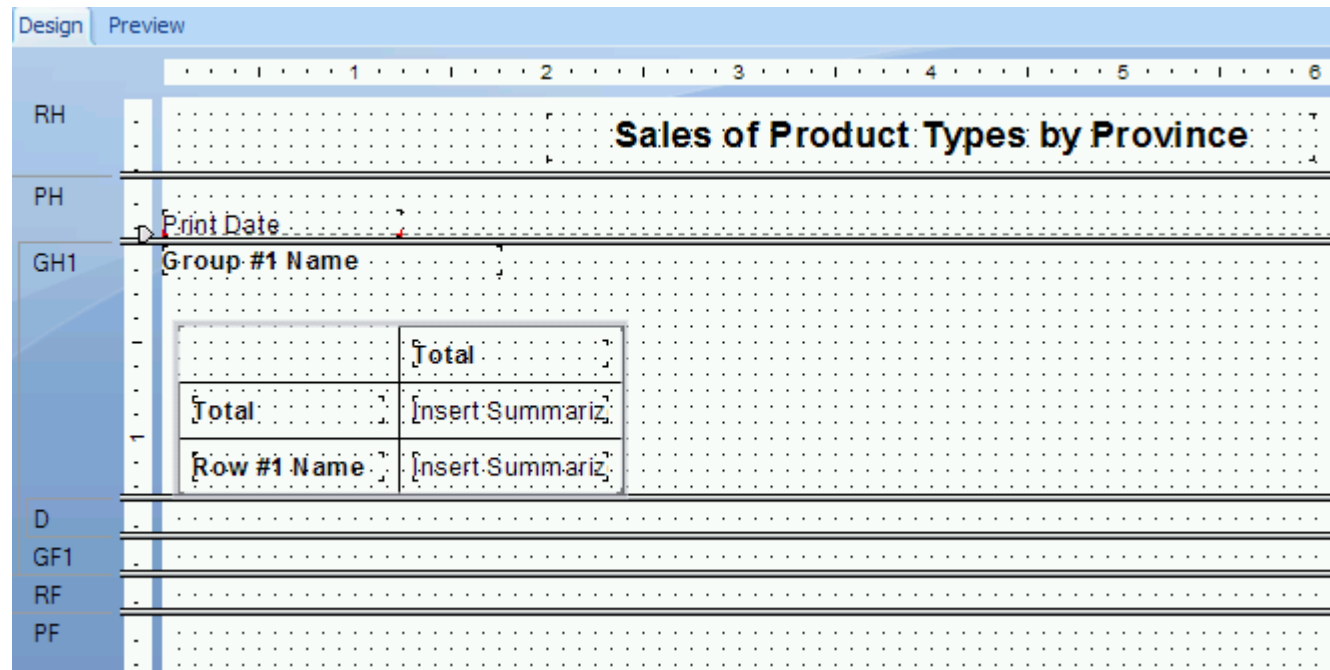 Design Preview
1 2 3 4 5 6
RH
Sales of Product Types by Province
PH
Print Date
GH1
Group #1 Name
Total
Total Insert Summariz
1
Row #1 Name Insert Summariz
D
GF1
RF
PF